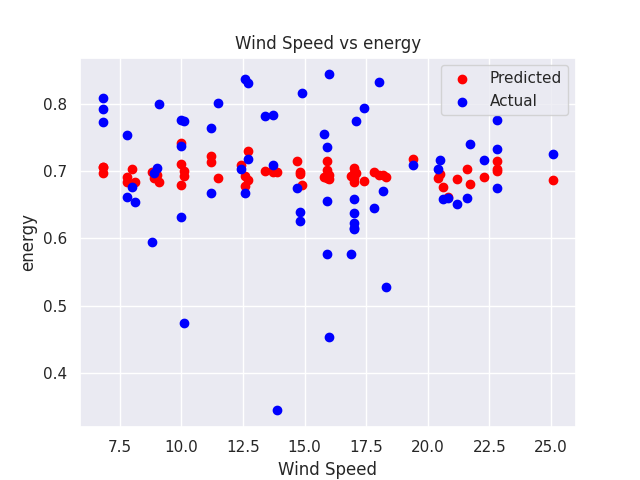 Wind Speed vs energy
Predicted
Actual
energy
0.8
0.7
0.6
0.5
0.4
7.5 10.0 12.5 15.0 17.5 20.0 22.5 25.0
Wind Speed